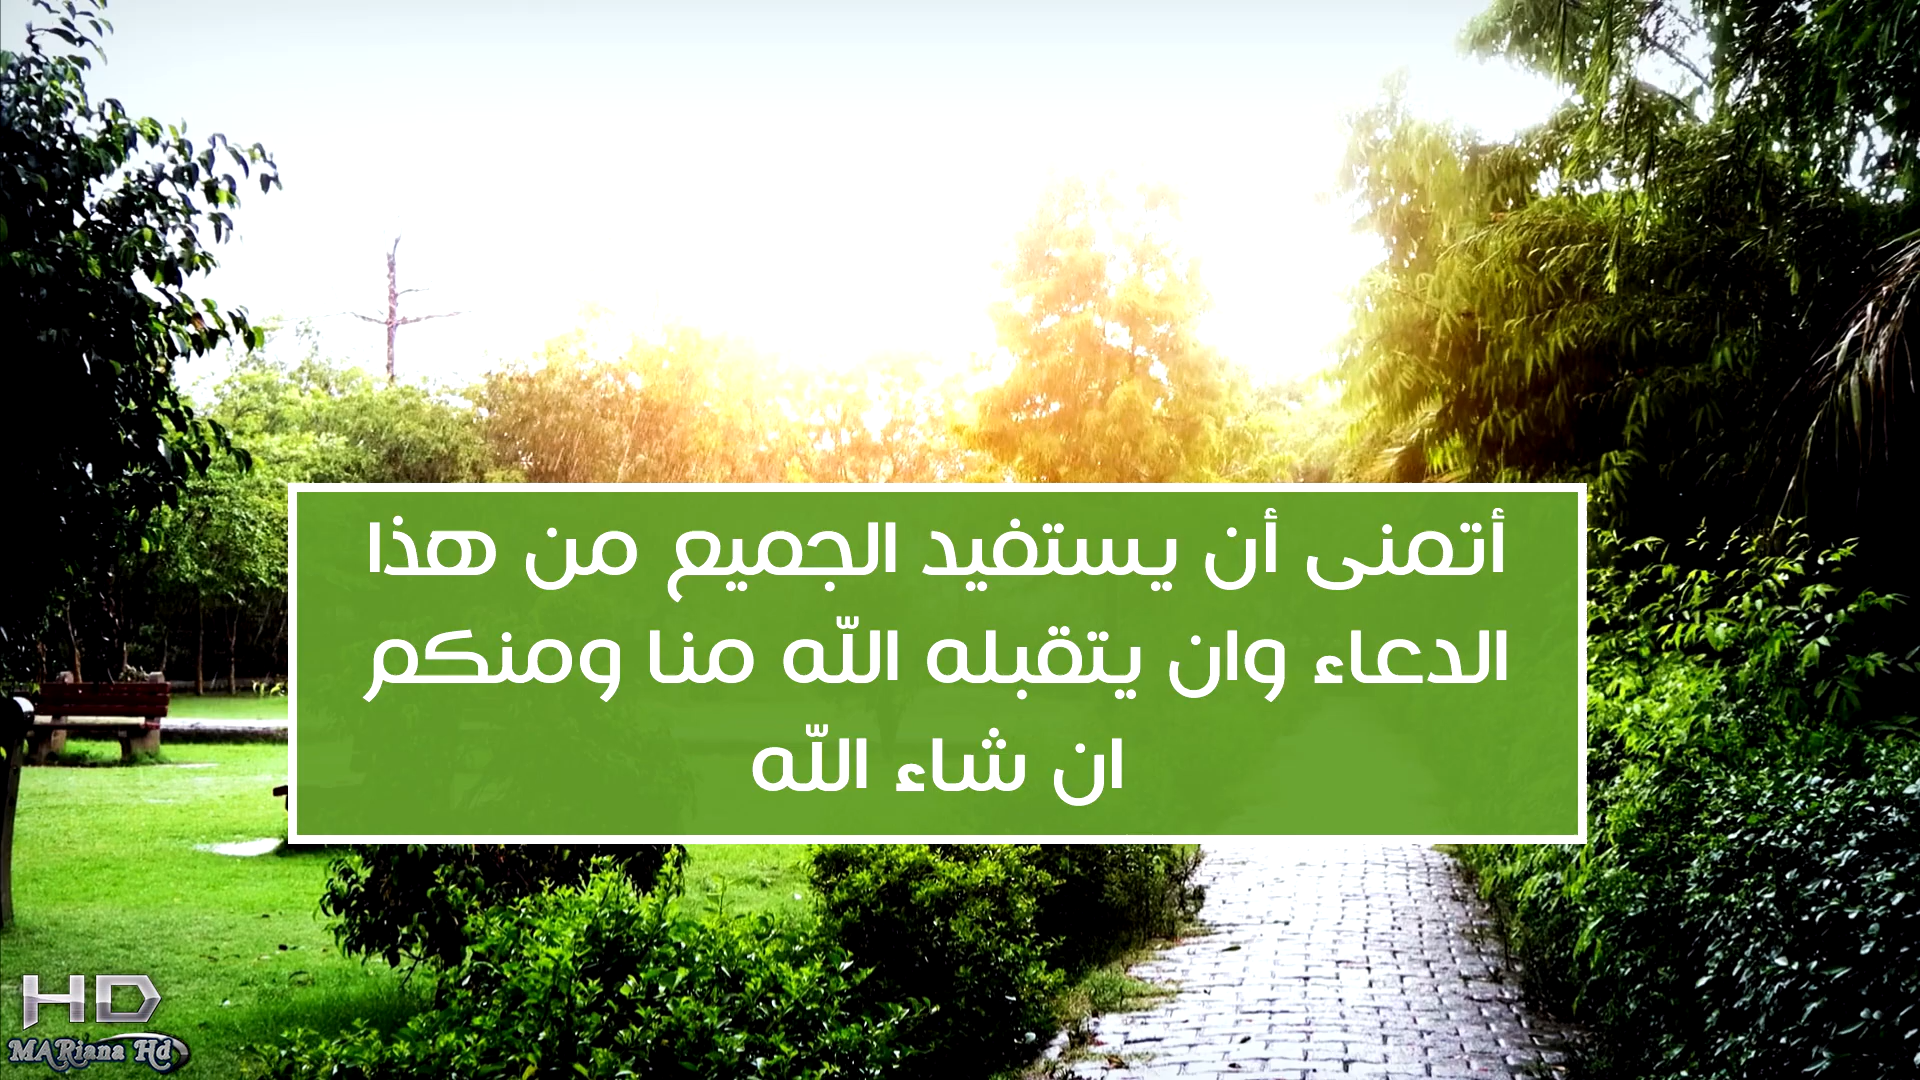 أتمنى أن يستفيد الجميع من هذا
الدعاء وان يتقبله الله منا ومنكم
ان شاء الله
HD
MARiana Hd